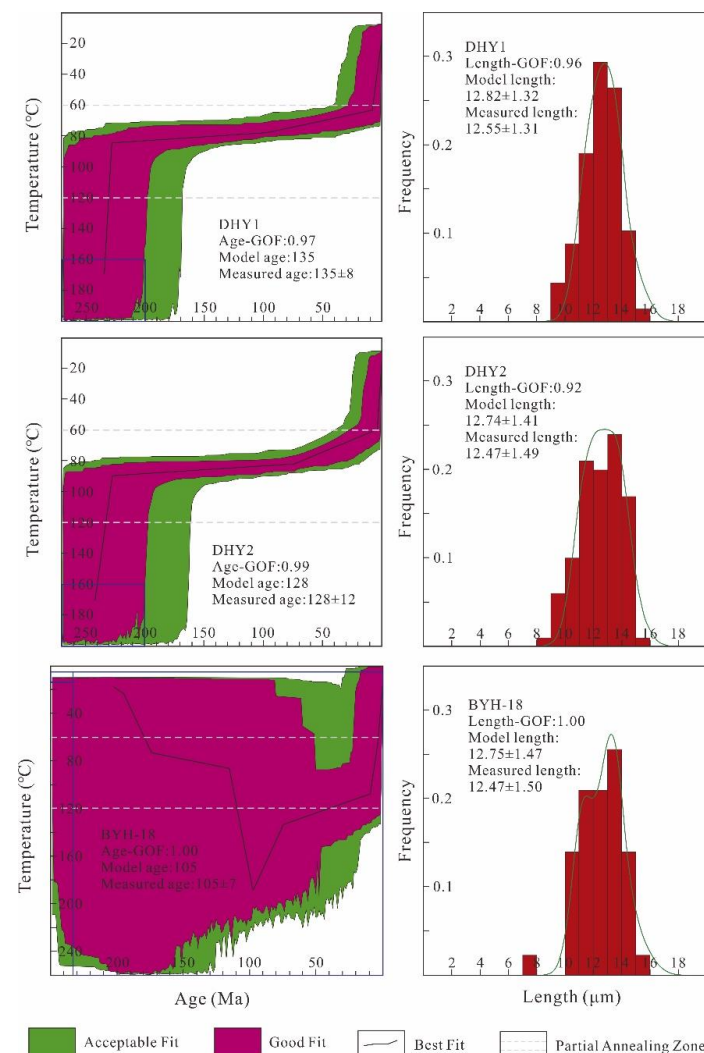 20
40
60
80
100
120
160
180
250
200
150
100
50
Temperature (℃)
DHY1
Age-GOF:0.97
Model age:135
Measured age:135±8
0.3
0.2
0.1
2
4
6
8
10
12
14
16
18
Frequency
DHY1
Length-GOF:0.96
Model length:
12.82±1.32
Measured length:
12.55±1.31
20
40
60
80
100
120
160
180
250
200
150
100
50
Temperature (℃)
DHY2
Age-GOF:0.99
Model age:128
Measured age:128±12
0.3
0.2
0.1
2
4
6
8
10
12
14
16
18
Frequency
DHY2
Length-GOF:0.92
Model length:
12.74±1.41
Measured length:
12.47±1.49
40
80
120
160
200
240
200
150
100
50
Temperature (℃)
Age (Ma)
BYH-18
Age-GOF:1.00
Model age:105
Measured age:105±7
0.3
0.2
0.1
2
4
6
8
10
12
14
16
18
Frequency
Length (μm)
BYH-18
Length-GOF:1.00
Model length:
12.75±1.47
Measured length:
12.47±1.50
Acceptable Fit
Good Fit
Best Fit
Partial Annealing Zone